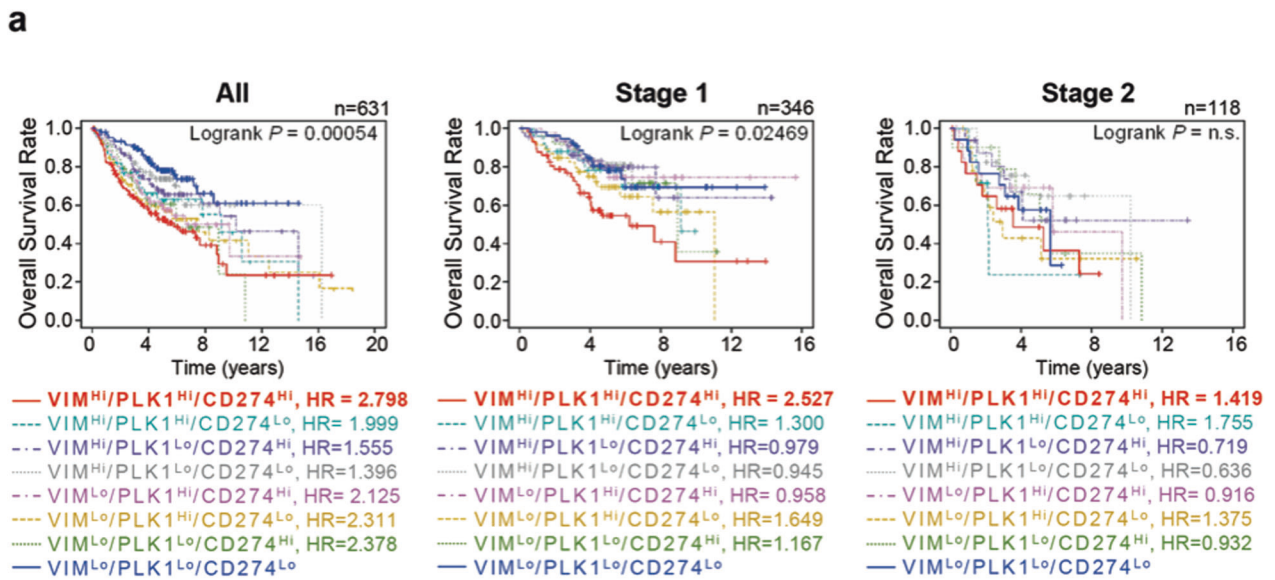 a
All
n=631
Logrank P = 0.00054
Overall Survival Rate
1.0
0.8
0.6
0.4
0.2
0.0
0 4 8 12 16 20
Time (years)
VIMHi/PLK1Hi/CD274Hi, HR = 2.798
VIMHi/PLK1Hi/CD274Lo, HR= 1.999
VIMHi/PLK1Lo/CD274Hi, HR=1.555
VIMHi/PLK1Lo/CD274Lo, HR=1.396
VIMLo/PLK1Hi/CD274Hi, HR= 2.125
VIMLo/PLK1Hi/CD274Lo, HR=2.311
VIMLo/PLK1Lo/CD274Hi, HR=2.378
VIMLo/PLK1Lo/CD274Lo
Stage 1
n=346
Logrank P = 0.02469
Overall Survival Rate
1.0
0.8
0.6
0.4
0.2
0.0
0 4 8 12 16
Time (years)
VIMHi/PLK1Hi/CD274Hi, HR = 2.527
VIMHi/PLK1Hi/CD274Lo, HR= 1.300
VIMHi/PLK1Lo/CD274Hi, HR=0.979
VIMHi/PLK1Lo/CD274Lo, HR=0.945
VIMLo/PLK1Hi/CD274Hi, HR= 0.958
VIMLo/PLK1Hi/CD274Lo, HR=1.649
VIMLo/PLK1Lo/CD274Hi, HR=1.167
VIMLo/PLK1Lo/CD274Lo
Stage 2
n=118
Logrank P = n.s.
Overall Survival Rate
1.0
0.8
0.6
0.4
0.2
0.0
0 4 8 12 16
Time (years)
VIMHi/PLK1Hi/CD274Hi, HR = 1.419
VIMHi/PLK1Hi/CD274Lo, HR= 1.755
VIMHi/PLK1Lo/CD274Hi, HR=0.719
VIMHi/PLK1Lo/CD274Lo, HR=0.636
VIMLo/PLK1Hi/CD274Hi, HR= 0.916
VIMLo/PLK1Hi/CD274Lo, HR=1.375
VIMLo/PLK1Lo/CD274Hi, HR=0.932
VIMLo/PLK1Lo/CD274Lo